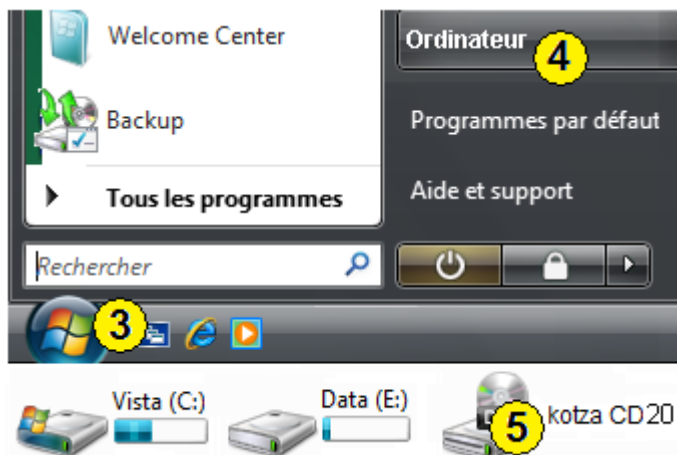 Welcome Center
Ordinateur
4
Backup
Programmes par défaut
Tous les programmes
Aide et support
Rechercher
3
Vista (C:)
Data (E:)
5
kotza CD20